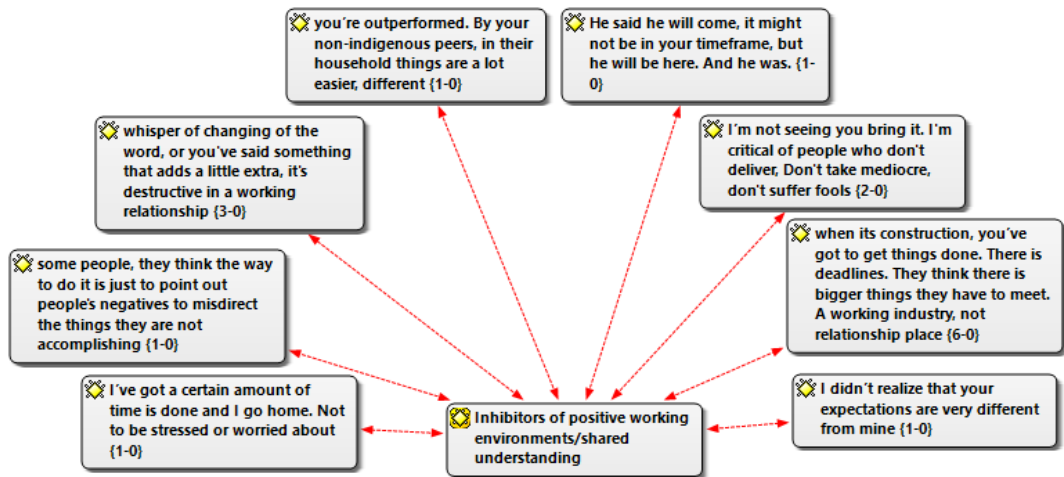 you´re outperformed. By your
non-indigenous peers, in their
household things are a lot
easier, different {1-0}
He said he will come, it might
not be in your timeframe, but
he will be here. And he was. {1-
0}
whisper of changing of the
word, or you've said something
that adds a little extra, it's
destructive in a working
relationship {3-0}
I´m not seeing you bring it. I'm
critical of people who don't
deliver, Don't take mediocre,
don't suffer fools {2-0}
when its construction, you´ve
got to get things done. There is
deadlines. They think there is
bigger things they have to meet.
A working industry, not
relationship place {6-0}
some people, they think the way
to do it is just to point out
people's negatives to misdirect
the things they are not
accomplishing {1-0}
I´ve got a certain amount of
time is done and I go home. Not
to be stressed or worried about
{1-0}
Inhibitors of positive working
environments/shared
understanding
I didn´t realize that your
expectations are very different
from mine {1-0}